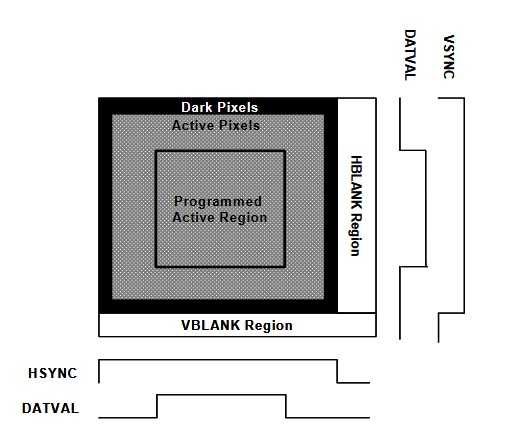 DATVAL
VSYNC
Dark Pixels
Active Pixels
Programmed
Active Region
HBLANK Region
VBLANK Region
HSYNC
DATVAL